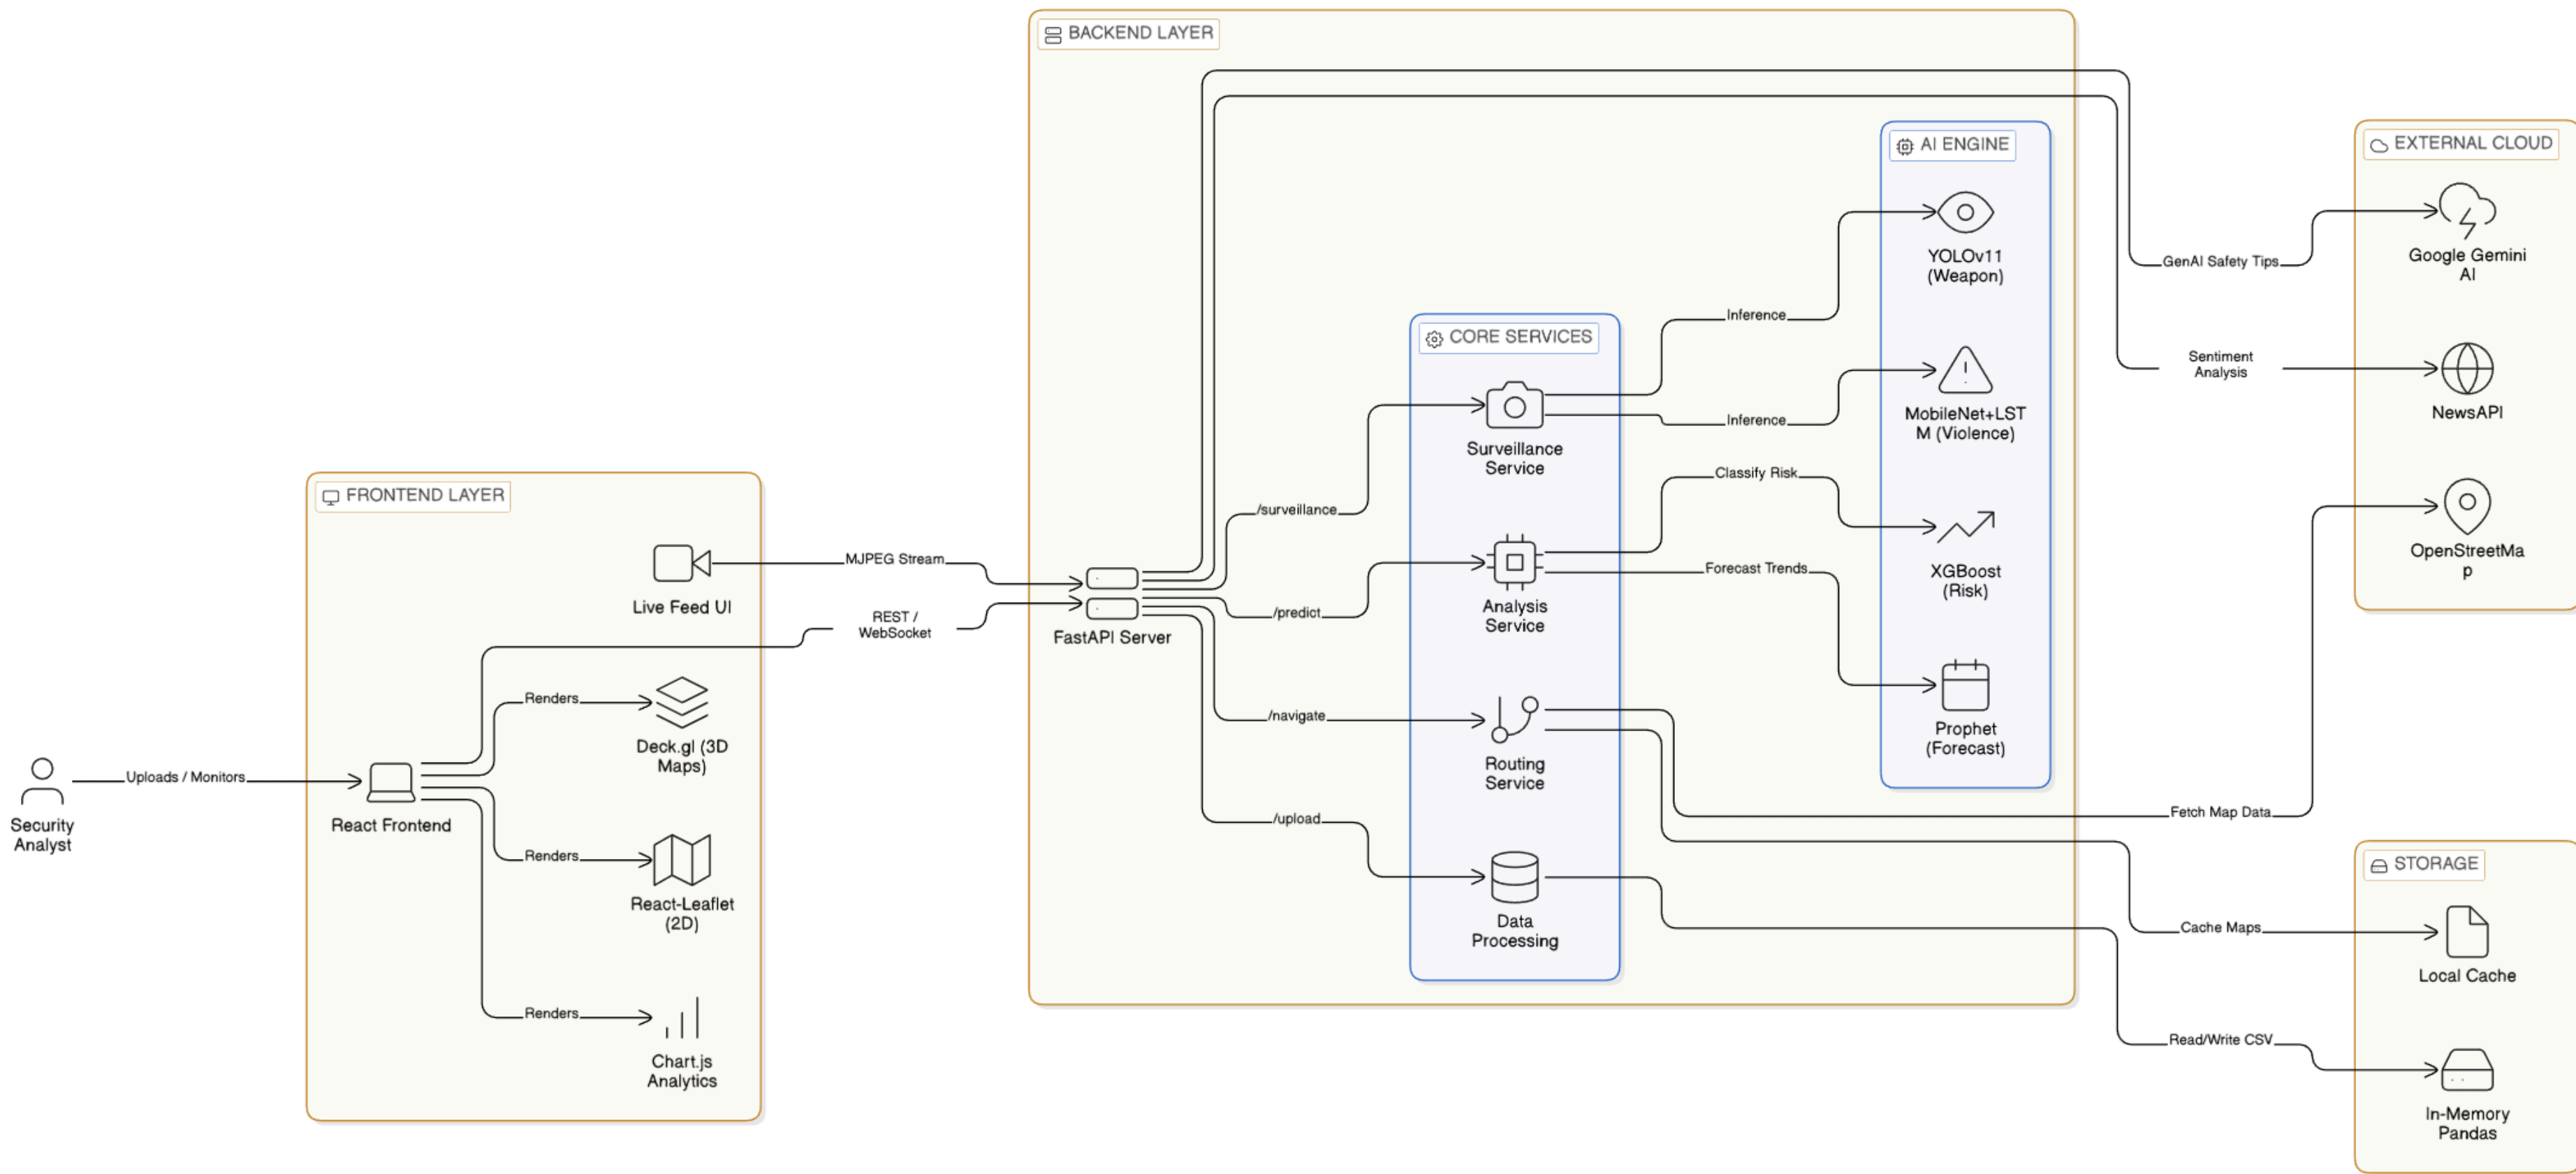 BACKEND LAYER
AI ENGINE
EXTERNAL CLOUD
YOLOv11
(Weapon)
GenAI Safety Tips
Google Gemini
AI
Inference
CORE SERVICES
Sentiment
Analysis
MobileNet+LST
M (Violence)
NewsAPI
Inference
Surveillance
Service
Classify Risk
FRONTEND LAYER
/surveillance
MJPEG Stream
OpenStreetMa
p
Forecast Trends
XGBoost
(Risk)
Live Feed UI
REST /
WebSocket
FastAPI Server
/predict
Analysis
Service
Renders
/navigate
Deck.gl (3D
Maps)
Prophet
(Forecast)
Routing
Service
Uploads / Monitors
Security
Analyst
React Frontend
/upload
Fetch Map Data
Renders
STORAGE
React-Leaflet
(2D)
Data
Processing
Cache Maps
Local Cache
Renders
Read/Write CSV
Chart.js
Analytics
In-Memory
Pandas